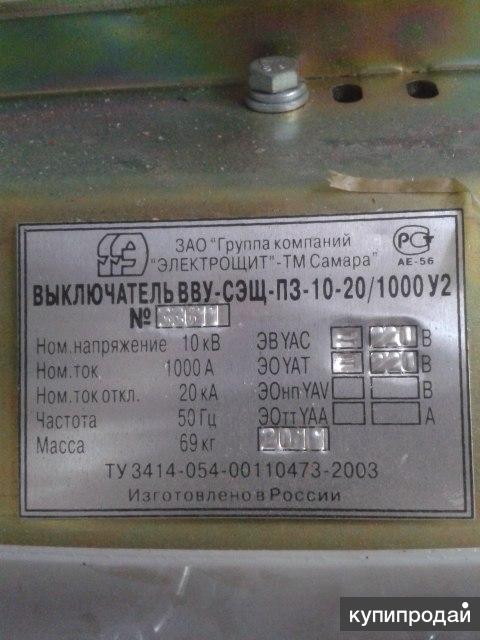 ЗАО "Группа компаний
"ЭЛЕКТРОЩИТ"-ТМ Самара"
РСТ
АЕ-56
ВЫКЛЮЧАТЕЛЬ ВВУ-СЭЩ-П3-10-20/1000 У2
№
Ном.напряжение 10 кВ
Ном.ток 1000 А
Ном.ток откл. 20 кА
Частота 50 Гц
Масса 69 кг
ЭВ YAC = 220 В
ЭО YAT = 220 В
ЭОнп YAV В
ЭОтт YAA А
2011
ТУ 3414-054-00110473-2003
Изготовлено в России
купипродай